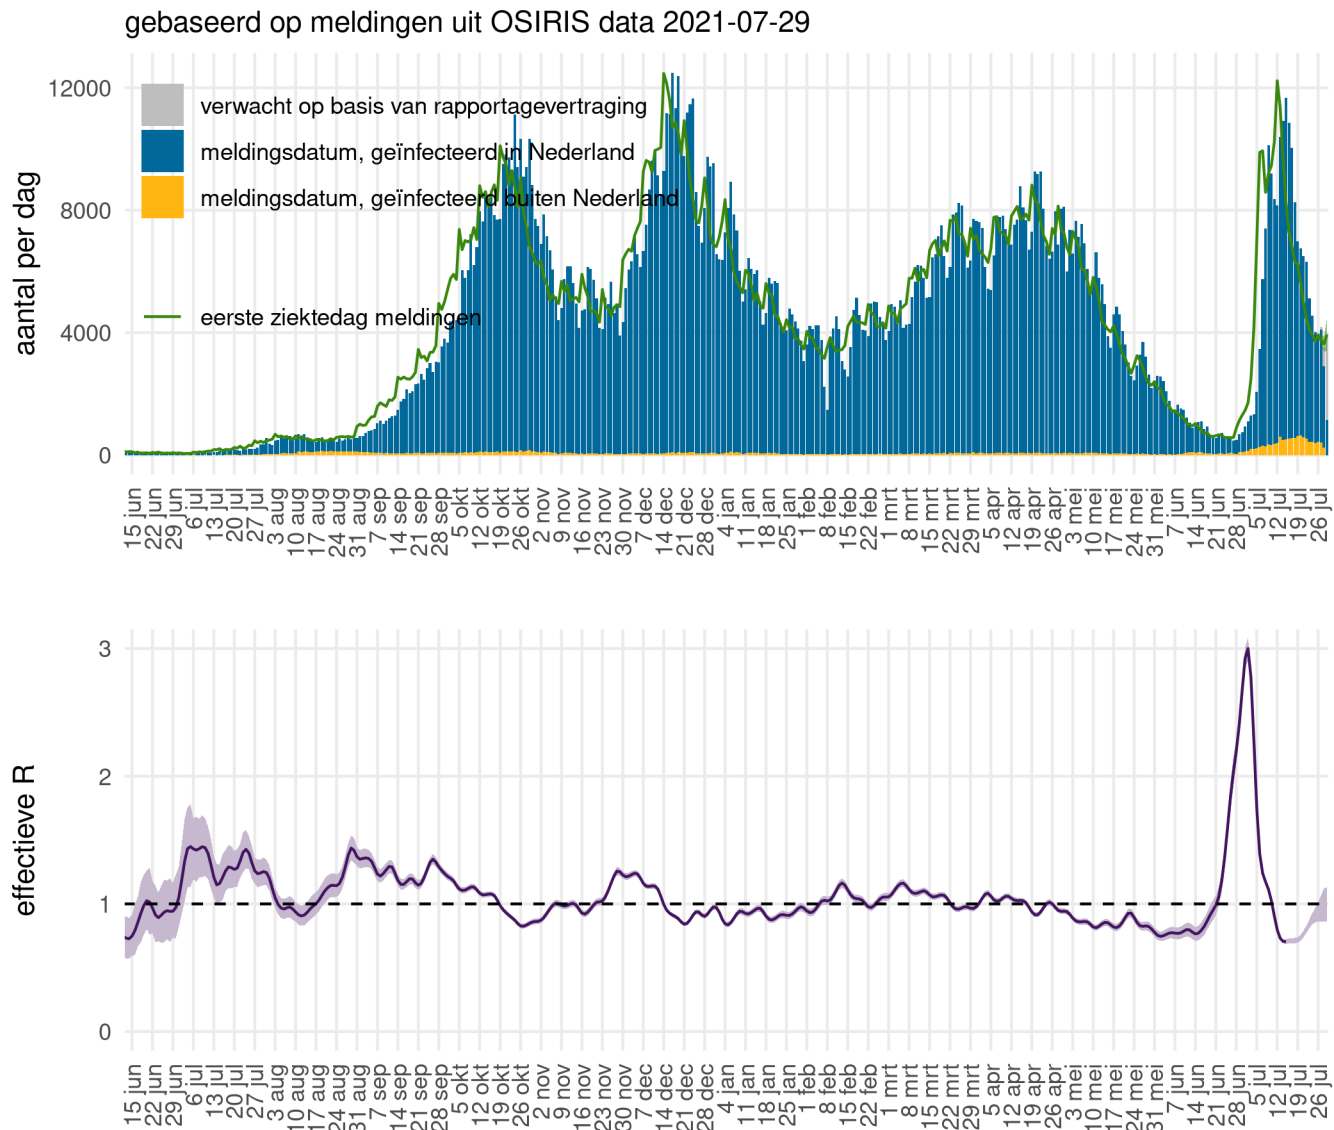 gebaseerd op meldingen uit OSIRIS data 2021-07-29
aantal per dag
12000
8000
4000
0
verwacht op basis van rapportagevertraging
meldingsdatum, geïnfecteerd in Nederland
meldingsdatum, geïnfecteerd buiten Nederland
eerste ziektedag meldingen
15 jun
22 jun
29 jun
6 jul
13 jul
20 jul
27 jul
3 aug
10 aug
17 aug
24 aug
31 aug
7 sep
14 sep
21 sep
28 sep
5 okt
12 okt
19 okt
26 okt
2 nov
9 nov
16 nov
23 nov
30 nov
7 dec
14 dec
21 dec
28 dec
4 jan
11 jan
18 jan
25 jan
1 feb
8 feb
15 feb
22 feb
1 mrt
8 mrt
15 mrt
22 mrt
29 mrt
5 apr
12 apr
19 apr
26 apr
3 mei
10 mei
17 mei
24 mei
31 mei
7 jun
14 jun
21 jun
28 jun
5 jul
12 jul
19 jul
26 jul
effectieve R
3
2
1
0
15 jun
22 jun
29 jun
6 jul
13 jul
20 jul
27 jul
3 aug
10 aug
17 aug
24 aug
31 aug
7 sep
14 sep
21 sep
28 sep
5 okt
12 okt
19 okt
26 okt
2 nov
9 nov
16 nov
23 nov
30 nov
7 dec
14 dec
21 dec
28 dec
4 jan
11 jan
18 jan
25 jan
1 feb
8 feb
15 feb
22 feb
1 mrt
8 mrt
15 mrt
22 mrt
29 mrt
5 apr
12 apr
19 apr
26 apr
3 mei
10 mei
17 mei
24 mei
31 mei
7 jun
14 jun
21 jun
28 jun
5 jul
12 jul
19 jul
26 jul